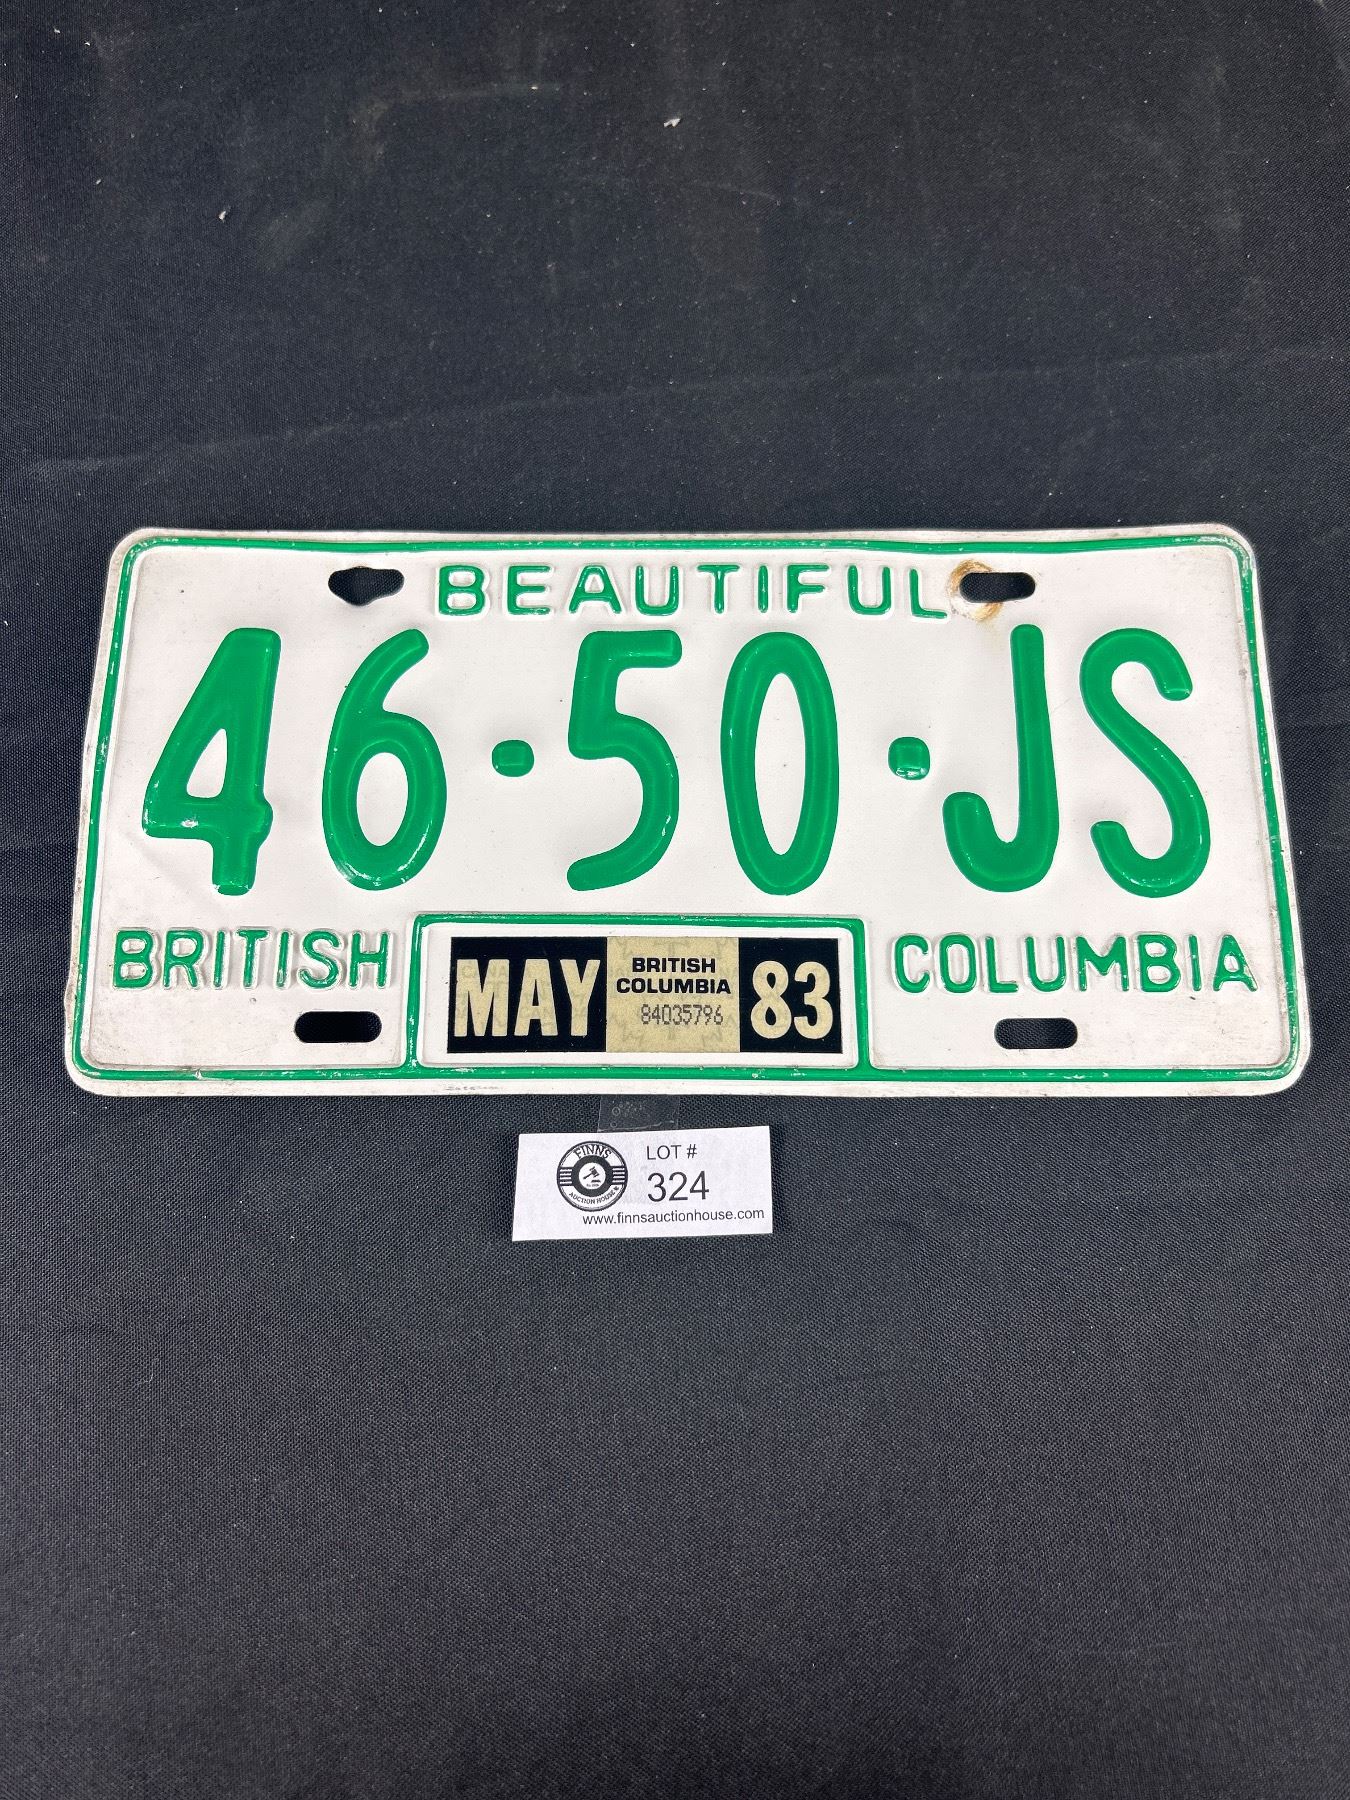 BEAUTIFUL
46·50·JS
BRITISH
COLUMBIA
MAY
BRITISH
COLUMBIA
84035796
83
FINNS
AUCTION HOUSE
LOT #
324
www.finnsauctionhouse.com